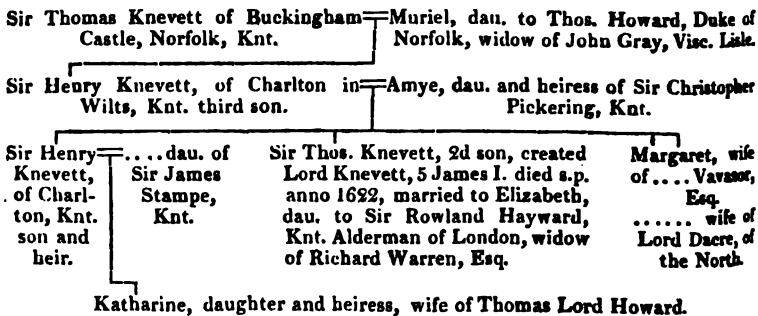 Sir Thomas Knevett of Buckingham
Castle, Norfolk, Knt.
Muriel, dau. to Thos. Howard, Duke of
Norfolk, widow of John Gray, Visc. Lisle.
Sir Henry Knevett, of Charlton in
Wilts, Knt. third son.
Amye, dau. and heiress of Sir Christopher
Pickering, Knt.
Sir Henry
Knevett,
of Charl-
ton, Knt.
son and
heir.
....dau. of
Sir James
Stampe,
Knt.
Sir Thos. Knevett, 2d son, created
Lord Knevett, 5 James I. died s.p.
anno 1622, married to Elizabeth,
dau. to Sir Rowland Hayward,
Knt. Alderman of London, widow
of Richard Warren, Esq.
Margaret, wife
of .... Vavasor,
Esq.
...... wife of
Lord Dacre, of
the North.
Katharine, daughter and heiress, wife of Thomas Lord Howard.